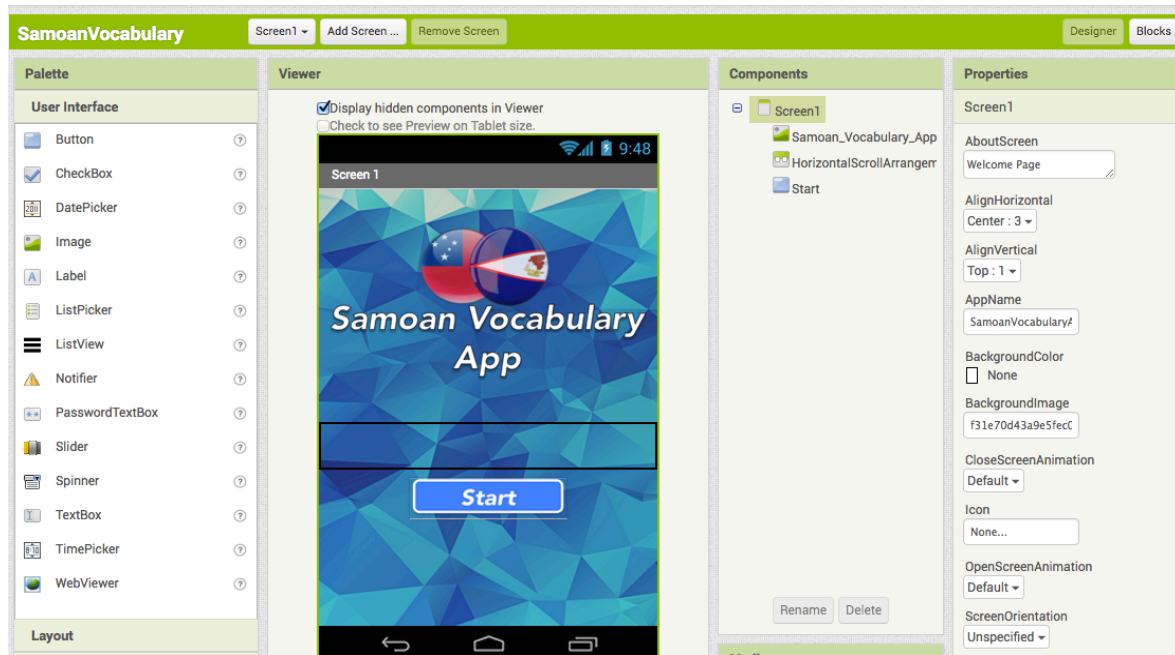 SamoanVocabulary
Screen1
Add Screen ...
Remove Screen
Designer
Blocks
Palette
User Interface
Button
CheckBox
DatePicker
Image
Label
ListPicker
ListView
Notifier
PasswordTextBox
Slider
Spinner
TextBox
TimePicker
WebViewer
Layout
Viewer
Display hidden components in Viewer
Check to see Preview on Tablet size.
9:48
Screen 1
Samoan Vocabulary
App
Start
Components
Screen1
Samoan_Vocabulary_App
HorizontalScrollArrangem
Start
Rename
Delete
Properties
Screen1
AboutScreen
Welcome Page
AlignHorizontal
Center : 3
AlignVertical
Top : 1
AppName
SamoanVocabularyA
BackgroundColor
None
BackgroundImage
f31e70d43a9e5fec0
CloseScreenAnimation
Default
Icon
None...
OpenScreenAnimation
Default
ScreenOrientation
Unspecified